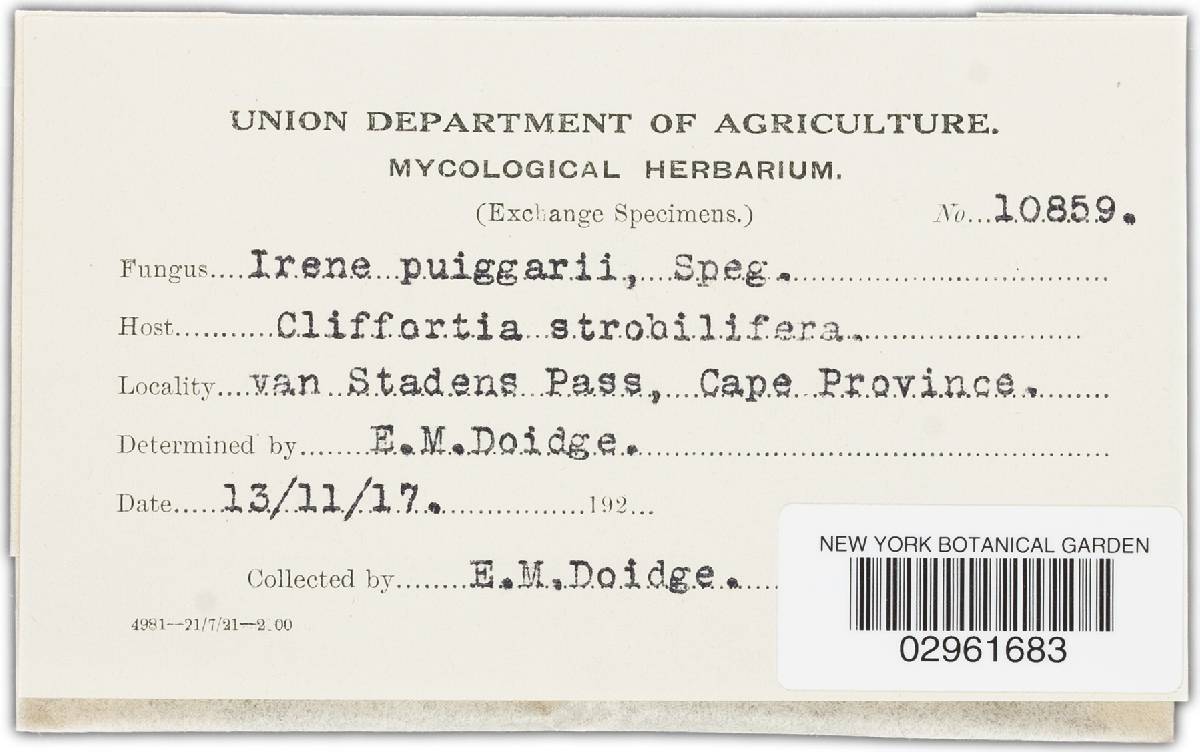 UNION DEPARTMENT OF AGRICULTURE.
MYCOLOGICAL HERBARIUM.
(Exchange Specimens.)
No...10859.
Fungus....Irene puiggarii, Speg.
Host...........Cliffortia strobilifera.
Locality....van Stadens Pass, Cape Province.
Determined by.......E.M.Doidge.
Date.....13/11/17.................192...
Collected by........E.M.Doidge.
4981—21/7/21—2.00
NEW YORK BOTANICAL GARDEN
02961683